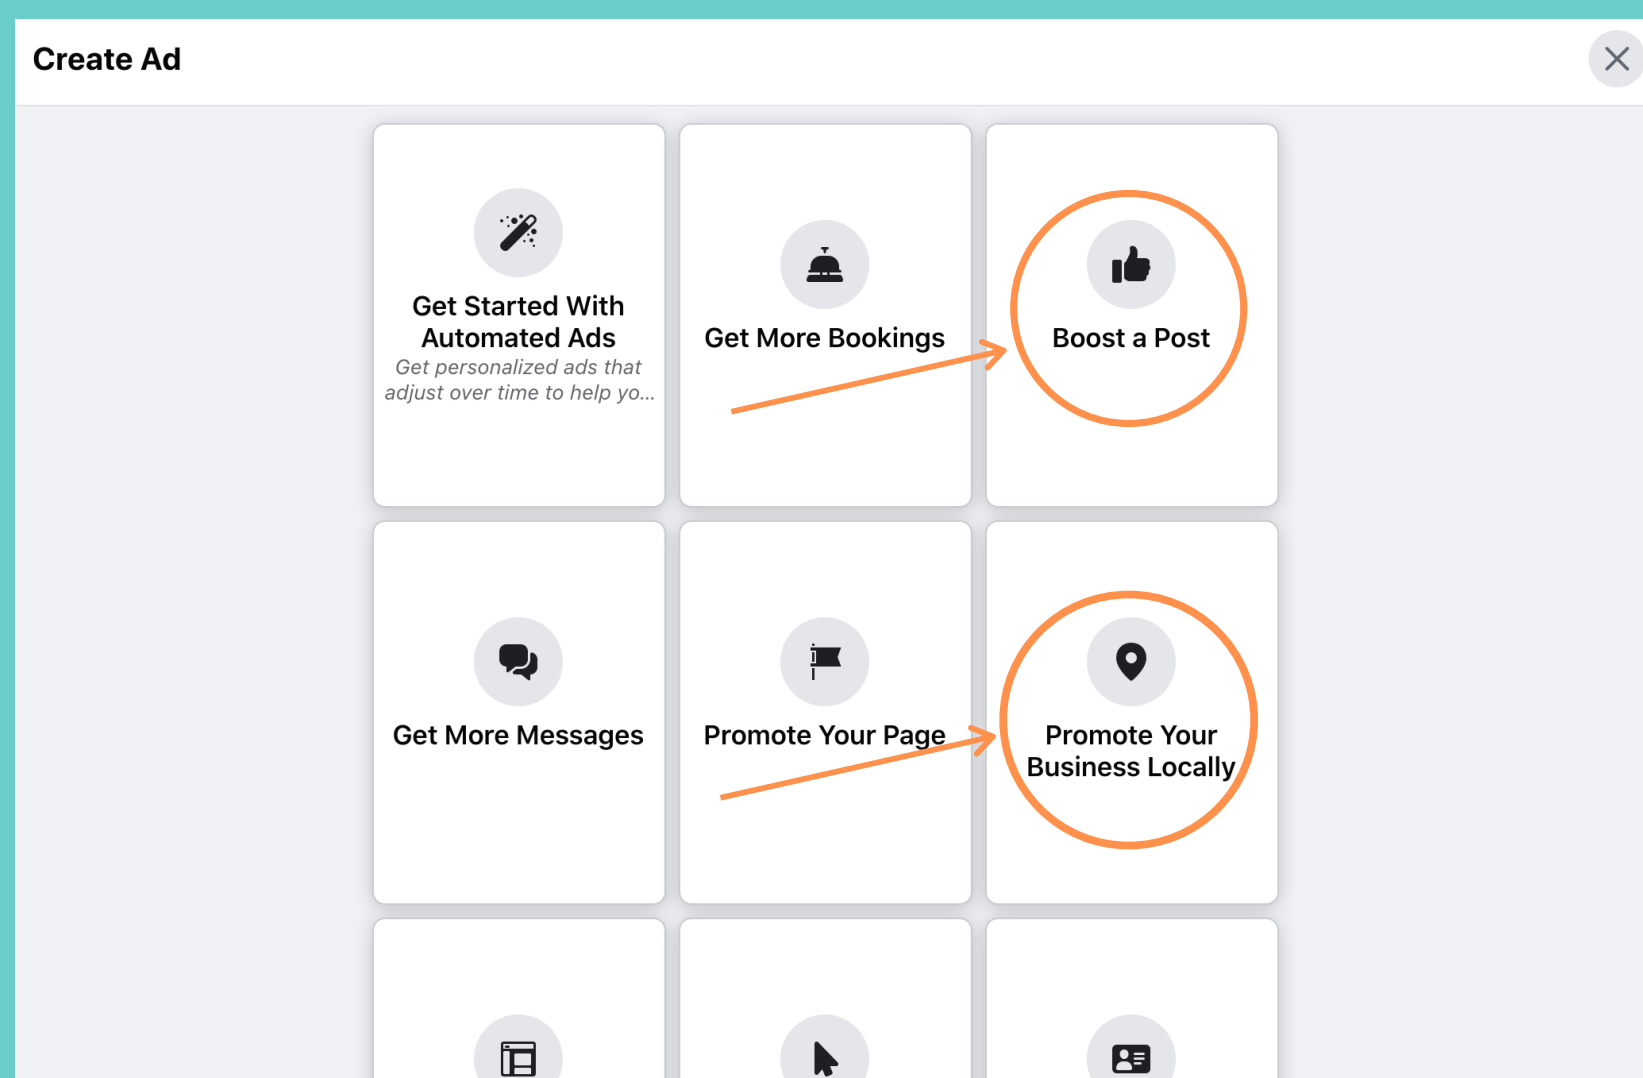 Create Ad
Get Started With
Automated Ads
Get personalized ads that
adjust over time to help yo...
Get More Bookings
Boost a Post
Get More Messages
Promote Your Page
Promote Your
Business Locally